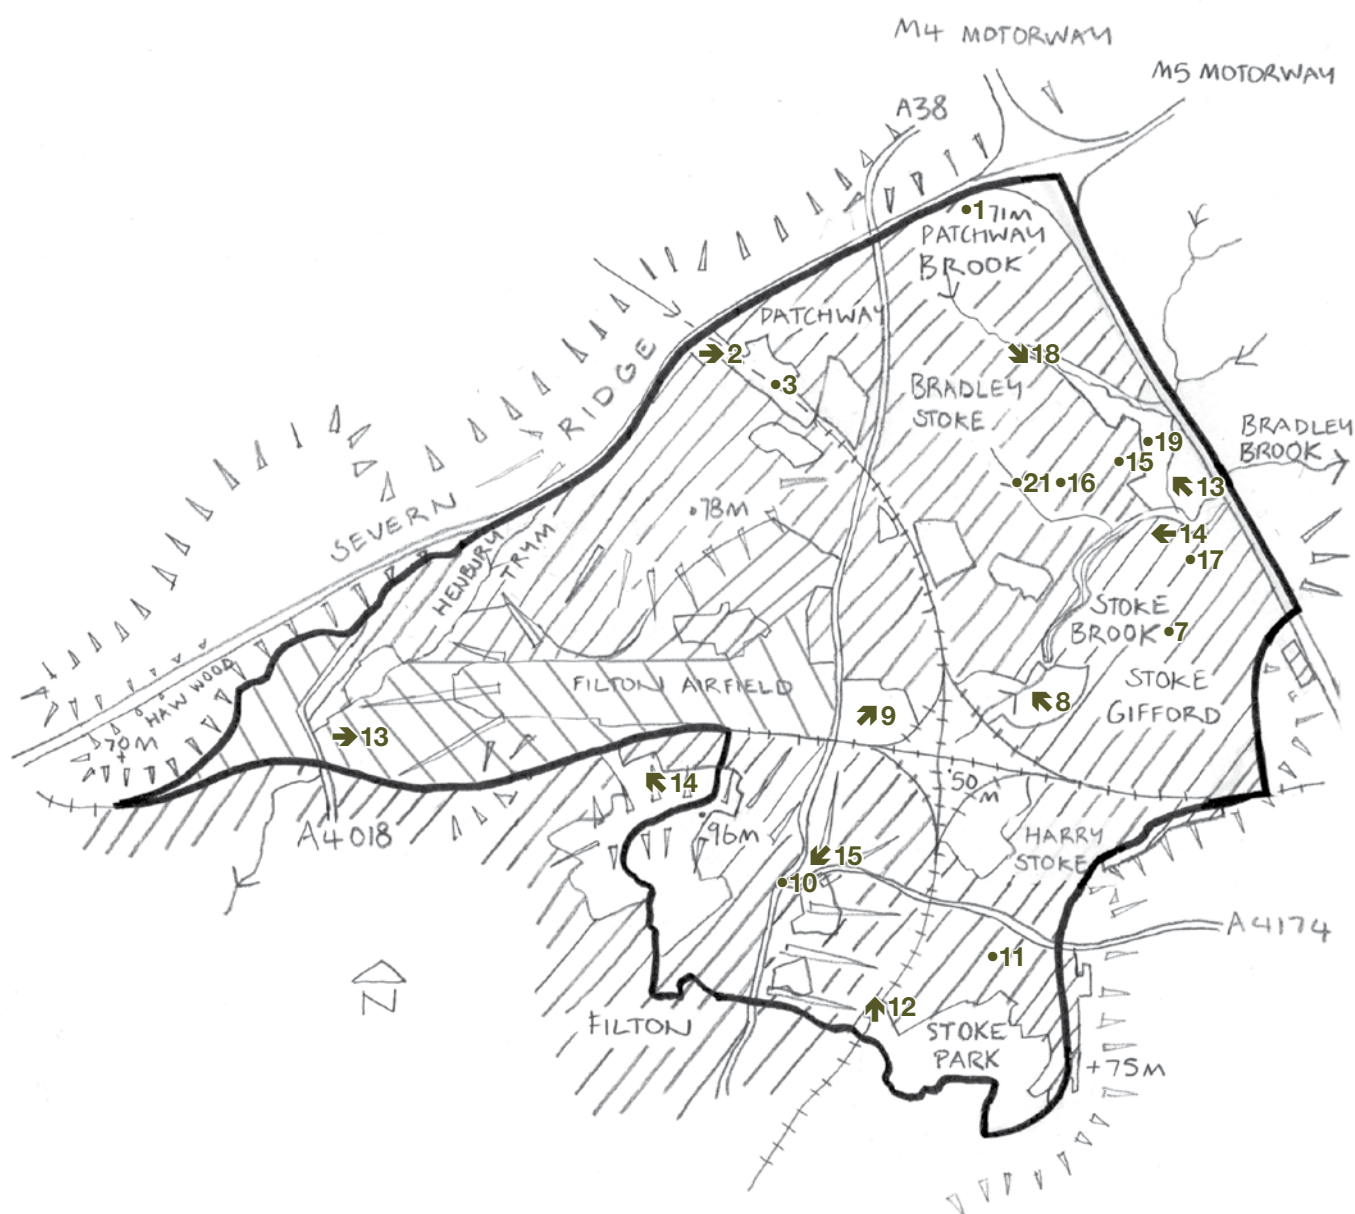 M4 MOTORWAY
M5 MOTORWAY
A38
1
71M
PATCHWAY
BROOK
PATCHWAY
2
18
3
RIDGE
BRADLEY
STOKE
BRADLEY
BROOK
19
15
21
16
13
SEVERN
.78M
14
HENBURY
TRYM
17
STOKE
BROOK
7
HAW WOOD
FILTON AIRFIELD
STOKE
GIFFORD
8
9
70M
13
14
50
M
A4018
96M
HARRY
STOKE
15
10
A4174
11
N
12
FILTON
STOKE
PARK
+75M